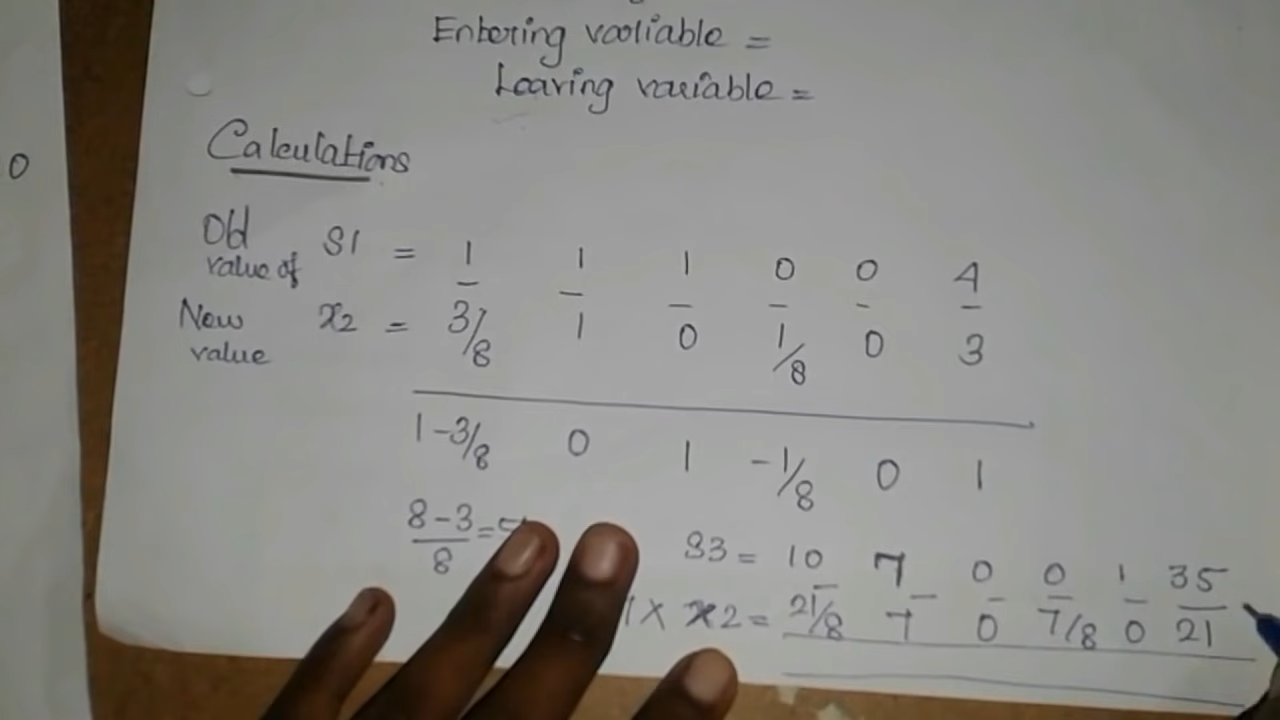 0
Entering variable =
Leaving variable =
Calculations
Old value of S1 = 1 1 1 0 0 4
− − − − − −
New value x2 = 3/8 1 0 1/8 0 3
1-3/8 0 1 -1/8 0 1
8-3/8 =
S3 = 10 7 0 0 1 35
− − − − − −
X x2 = 21/8 7 0 7/8 0 21